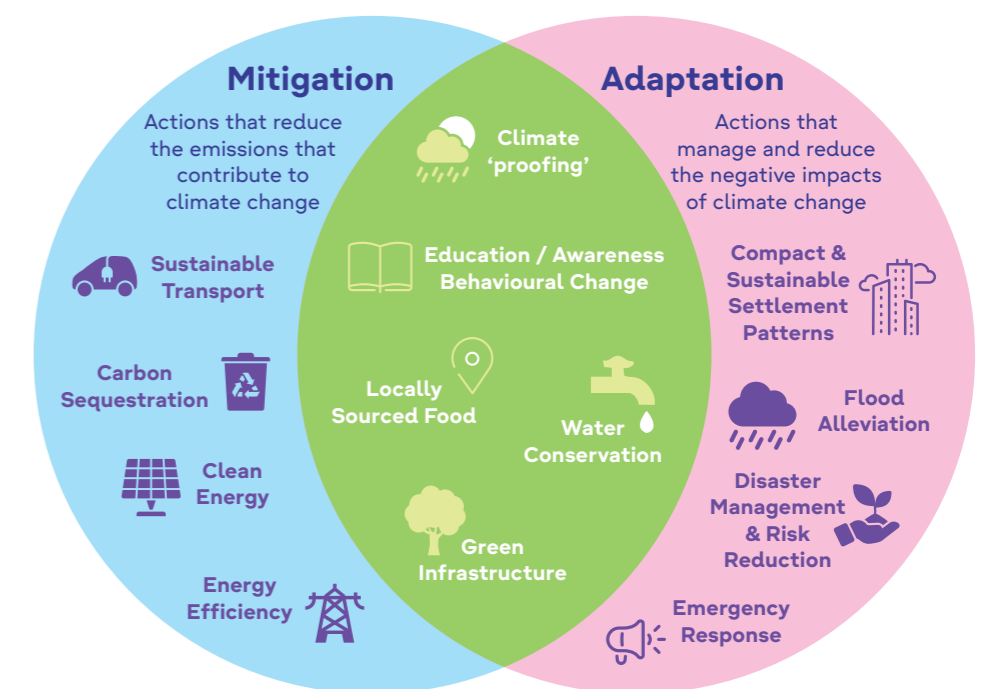 Mitigation
Actions that reduce
the emissions that
contribute to
climate change
Sustainable
Transport
Carbon
Sequestration
Clean
Energy
Energy
Efficiency
Climate
‘proofing’
Education / Awareness
Behavioural Change
Locally
Sourced Food
Water
Conservation
Green
Infrastructure
Adaptation
Actions that
manage and reduce
the negative impacts
of climate change
Compact &
Sustainable
Settlement
Patterns
Flood
Alleviation
Disaster
Management
& Risk
Reduction
Emergency
Response